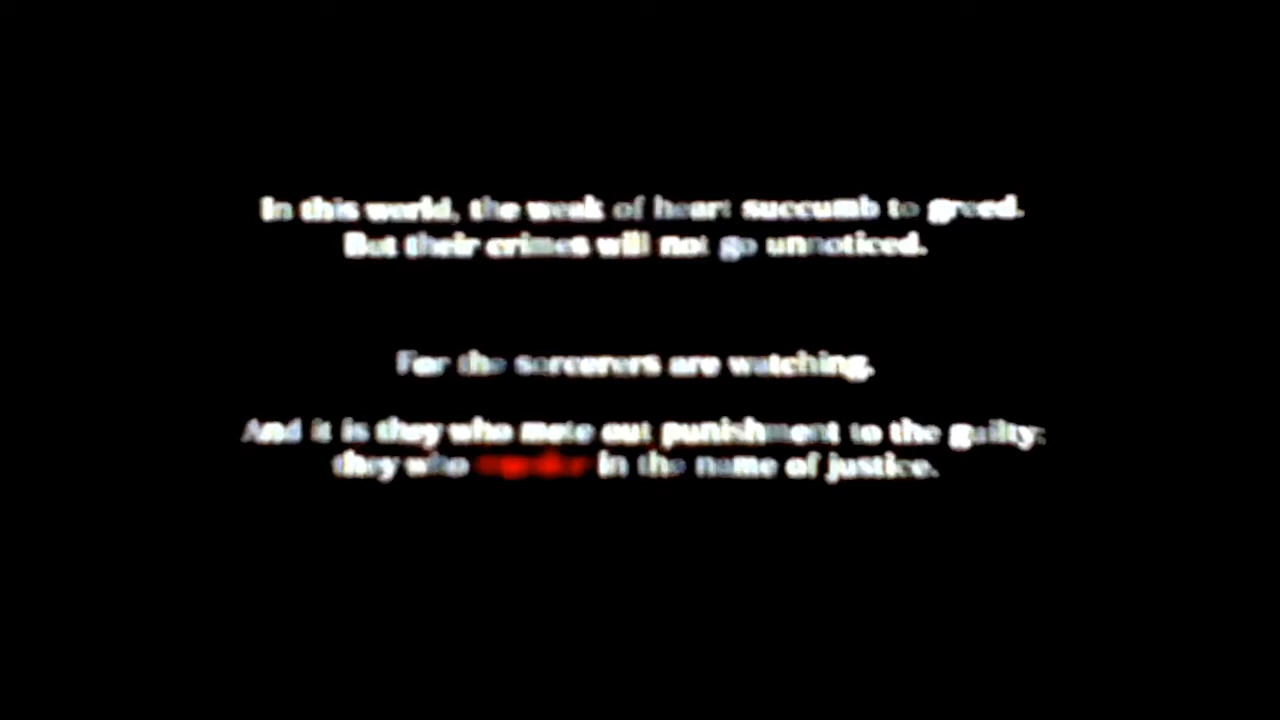 In this world, the weak of heart succumb to greed.
But their crimes will not go unnoticed.
For the sorcerers are watching.
And it is they who mete out punishment to the guilty:
they who in the name of justice.